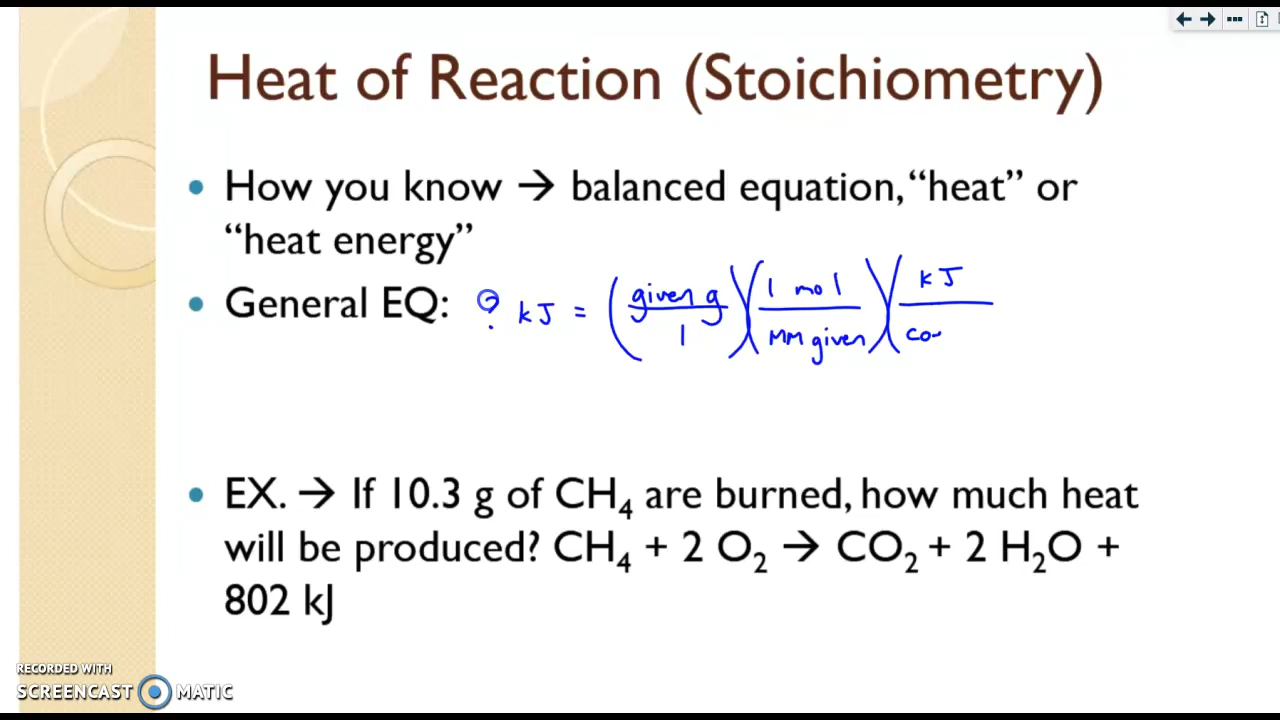 Heat of Reaction (Stoichiometry)
• How you know → balanced equation, “heat” or
“heat energy”
• General EQ: ? kJ = (given g / 1)(1 mol / MM given)(kJ / co
• EX. → If 10.3 g of CH₄ are burned, how much heat
will be produced? CH₄ + 2 O₂ → CO₂ + 2 H₂O +
802 kJ
RECORDED WITH
SCREENCAST MATIC